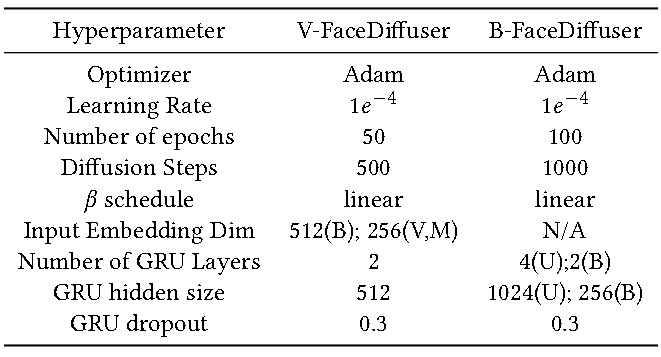 Hyperparameter V-FaceDiffuser B-FaceDiffuser
Optimizer Adam Adam
Learning Rate 1e⁻⁴ 1e⁻⁴
Number of epochs 50 100
Diffusion Steps 500 1000
β schedule linear linear
Input Embedding Dim 512(B); 256(V,M) N/A
Number of GRU Layers 2 4(U);2(B)
GRU hidden size 512 1024(U); 256(B)
GRU dropout 0.3 0.3